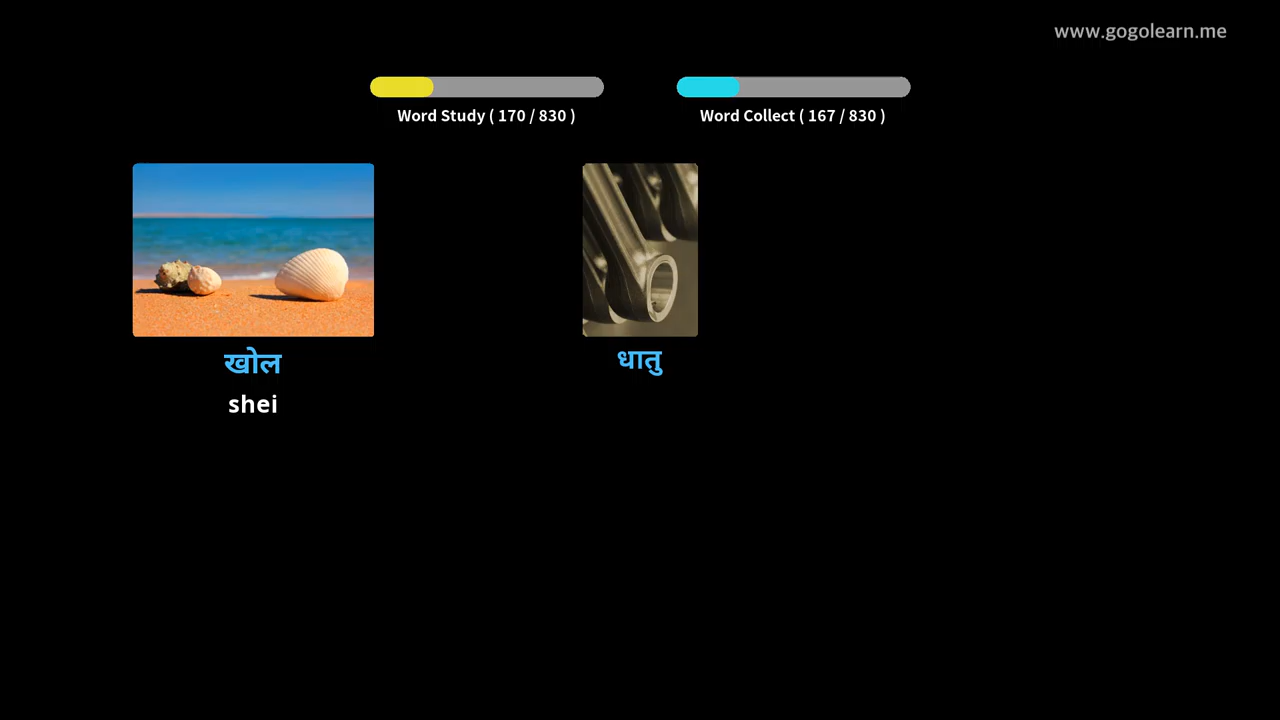 www.gogolearn.me
Word Study ( 170 / 830 )
Word Collect ( 167 / 830 )
खोल
धातु
shei